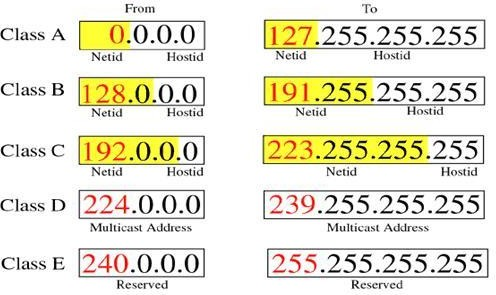 From To
Class A 0.0.0.0 127.255.255.255
Netid Hostid Netid Hostid
Class B 128.0.0.0 191.255.255.255
Netid Hostid Netid Hostid
Class C 192.0.0.0 223.255.255.255
Netid Hostid Netid Hostid
Class D 224.0.0.0 239.255.255.255
Multicast Address Multicast Address
Class E 240.0.0.0 255.255.255.255
Reserved Reserved